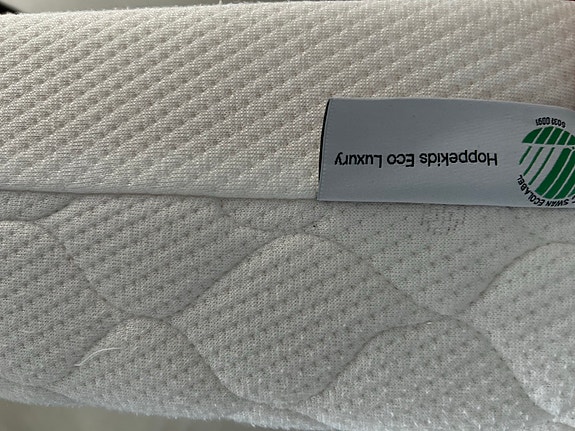 Hoppekids Eco Luxury
SWAN ECOLABEL